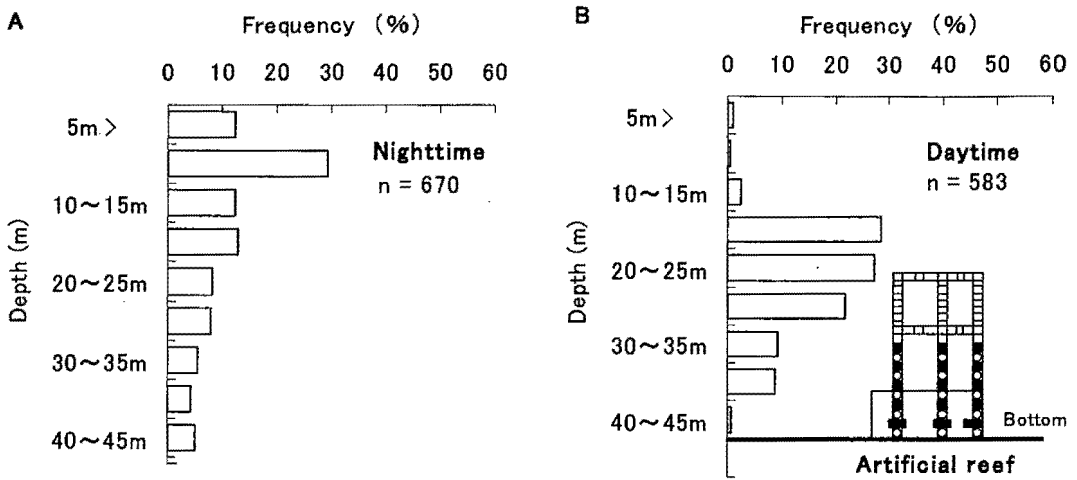 A
Frequency (%)
0 10 20 30 40 50 60
5m >
10～15m
20～25m
30～35m
40～45m
Depth (m)
Nighttime
n = 670
B
Frequency (%)
0 10 20 30 40 50 60
5m >
10～15m
20～25m
30～35m
40～45m
Depth (m)
Daytime
n = 583
Bottom
Artificial reef